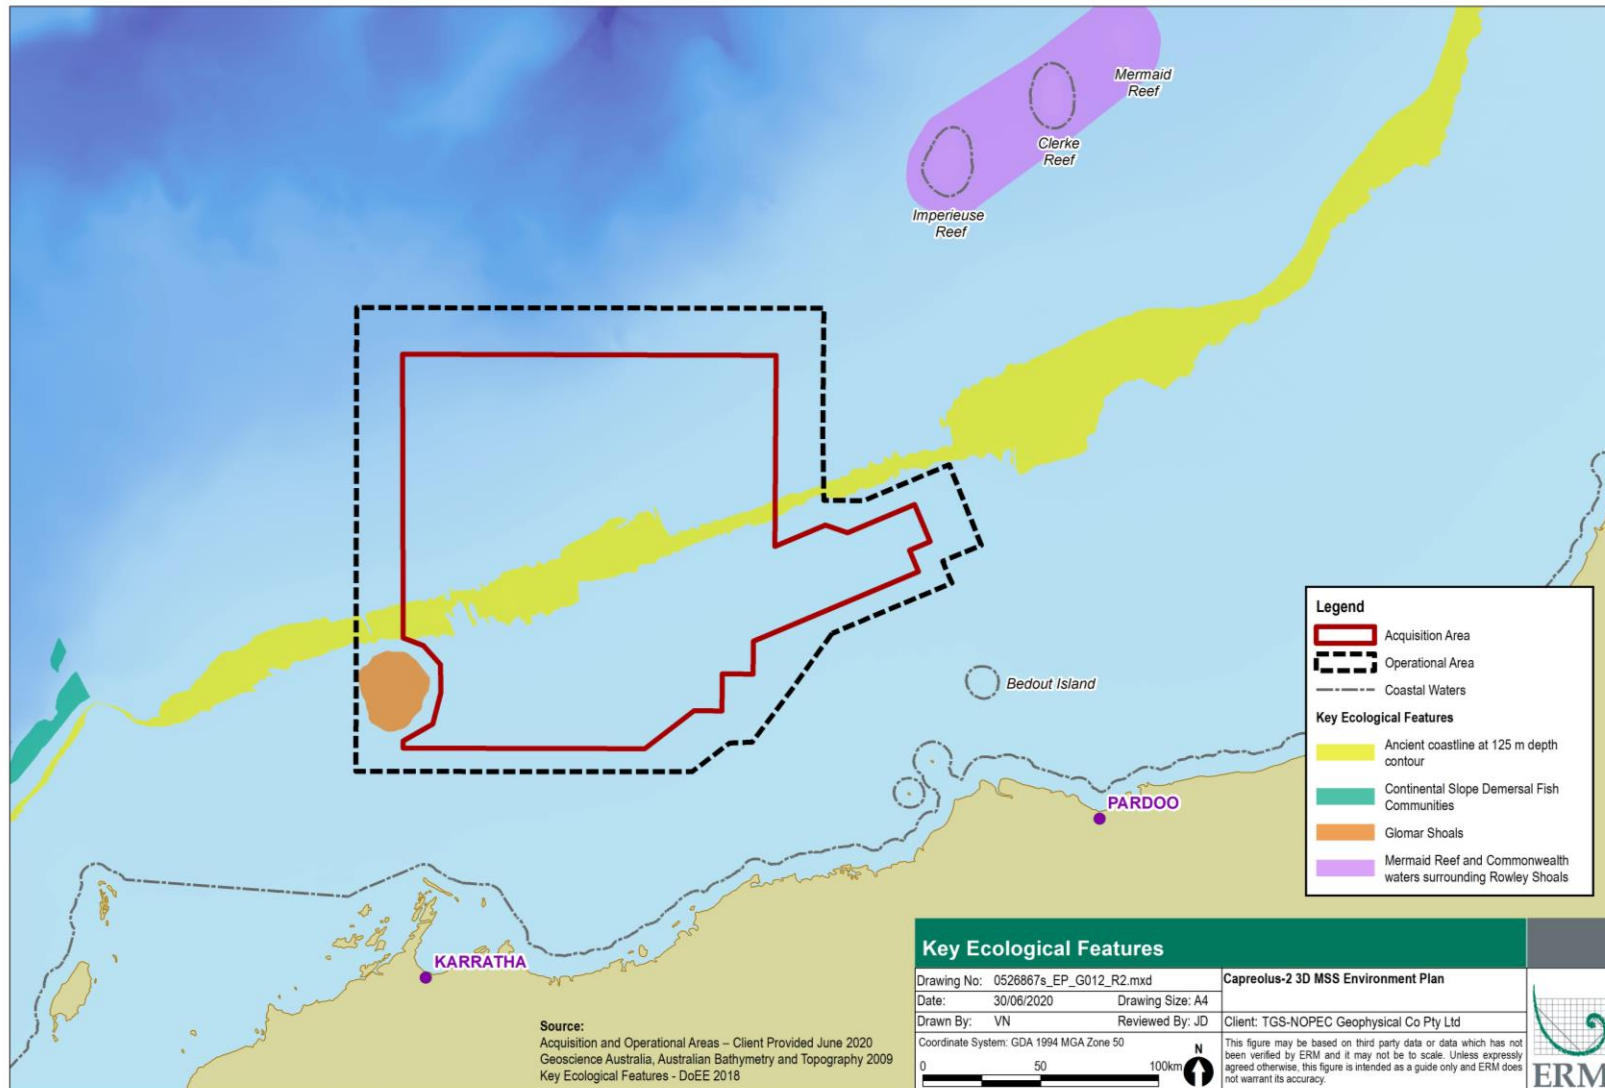 Mermaid
Reef
Clerke
Reef
Imperieuse
Reef
Bedout Island
PARDOO
KARRATHA
Legend
Acquisition Area
Operational Area
Coastal Waters
Key Ecological Features
Ancient coastline at 125 m depth
contour
Continental Slope Demersal Fish
Communities
Glomar Shoals
Mermaid Reef and Commonwealth
waters surrounding Rowley Shoals
Source:
Acquisition and Operational Areas – Client Provided June 2020
Geoscience Australia, Australian Bathymetry and Topography 2009
Key Ecological Features - DoEE 2018
Key Ecological Features
Drawing No: 0526867s_EP_G012_R2.mxd
Date: 30/06/2020 Drawing Size: A4
Drawn By: VN Reviewed By: JD
Coordinate System: GDA 1994 MGA Zone 50
N
0 50 100km
Capreolus-2 3D MSS Environment Plan
Client: TGS-NOPEC Geophysical Co Pty Ltd
This figure may be based on third party data or data which has not
been verified by ERM and it may not be to scale. Unless expressly
agreed otherwise, this figure is intended as a guide only and ERM does
not warrant its accuracy.
ERM